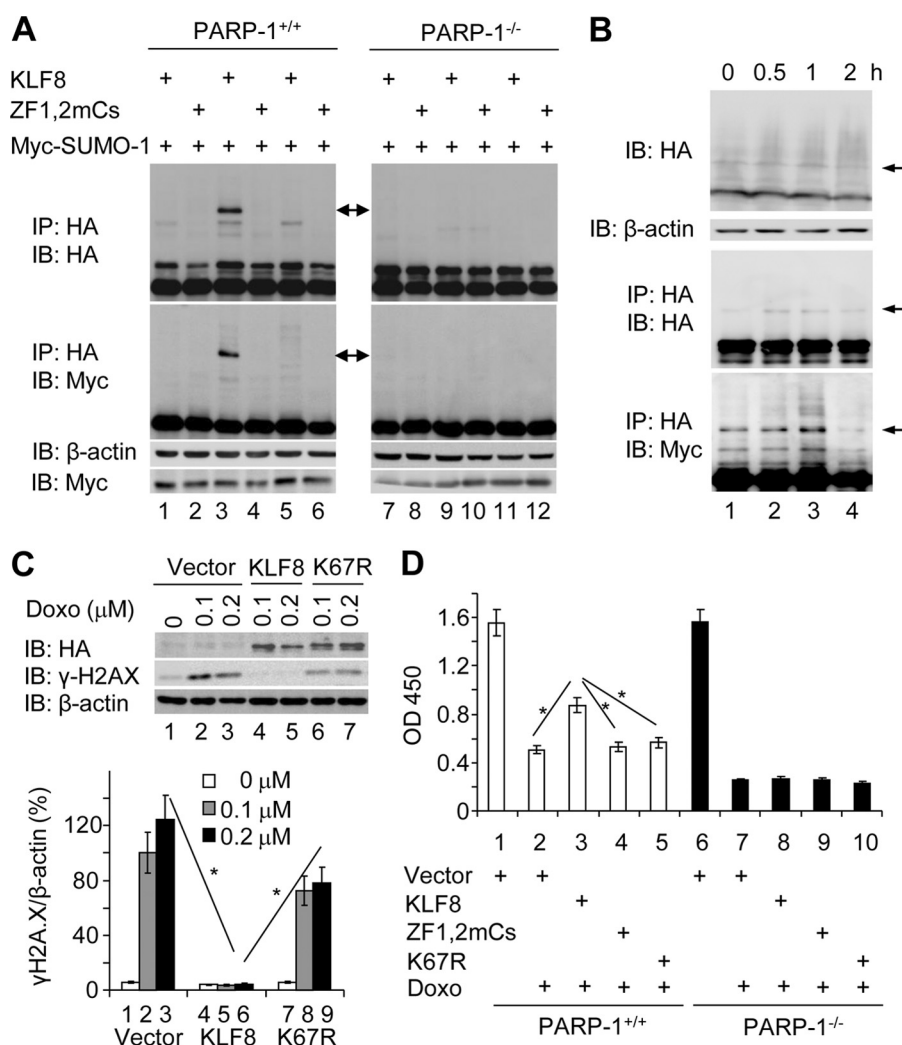 A
PARP-1+/+ PARP-1-/-
KLF8 + + + + + +
ZF1,2mCs + + + + + +
Myc-SUMO-1 + + + + + + + + + + + +
IP: HA
IB: HA
IP: HA
IB: Myc
IB: β-actin
IB: Myc
1 2 3 4 5 6 7 8 9 10 11 12
B
0 0.5 1 2 h
IB: HA
IB: β-actin
IP: HA
IB: HA
IP: HA
IB: Myc
1 2 3 4
C
Vector KLF8 K67R
Doxo (μM) 0 0.1 0.2 0.1 0.2 0.1 0.2
IB: HA
IB: γ-H2AX
IB: β-actin
1 2 3 4 5 6 7
γH2A.X/β-actin (%)
120
80
40
0
0 μM
0.1 μM
0.2 μM
* *
1 2 3 4 5 6 7 8 9
Vector KLF8 K67R
D
OD 450
1.6
1.2
0.8
0.4
0
* * *
1 2 3 4 5 6 7 8 9 10
Vector + + + +
KLF8 + +
ZF1,2mCs + +
K67R + +
Doxo + + + + + + + +
PARP-1+/+ PARP-1-/-